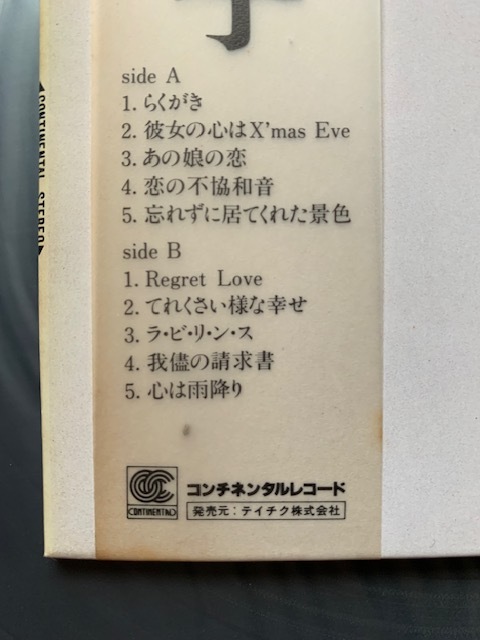 side A
1. らくがき
2. 彼女の心はX'mas Eve
3. あの娘の恋
4. 恋の不協和音
5. 忘れずに居てくれた景色
side B
1. Regret Love
2. てれくさい様な幸せ
3. ラ・ビ・リ・ン・ス
4. 我儘の請求書
5. 心は雨降り
CONTINENTAL
コンチネンタルレコード
発売元：テイチク株式会社
◀CONTINENTAL STEREO▶